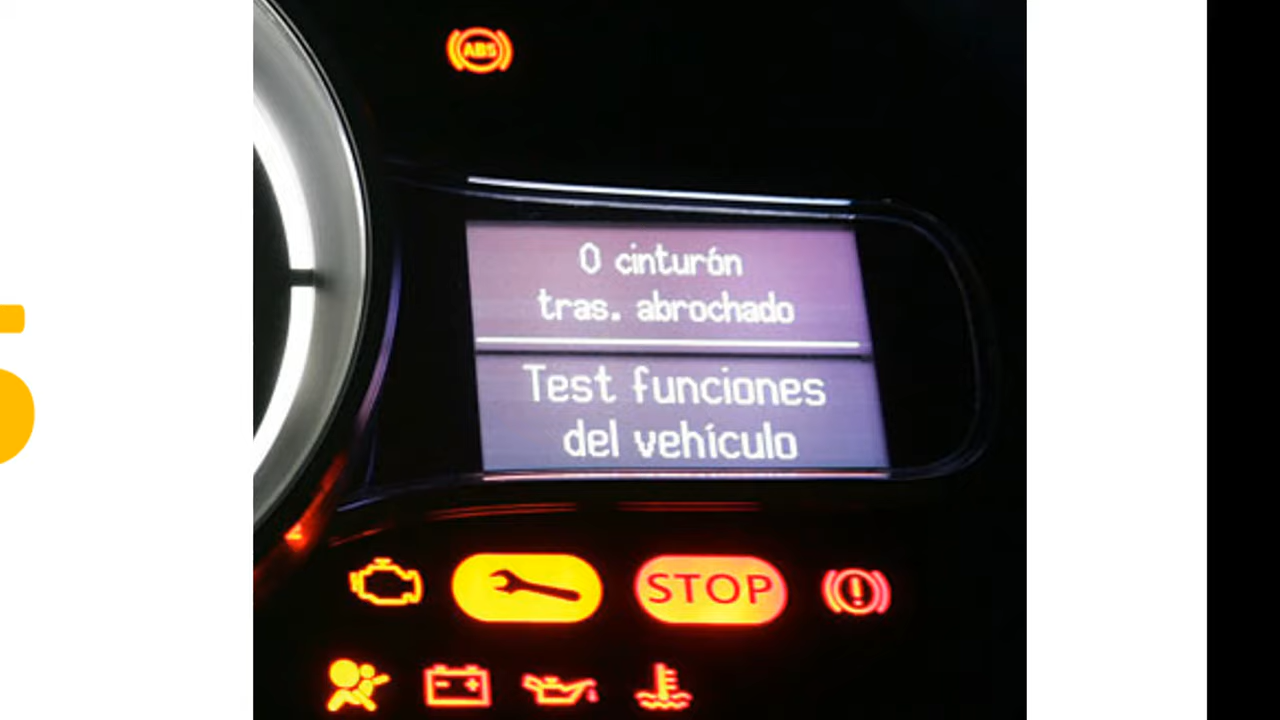 ABS
0 cinturón
tras. abrochado
Test funciones
del vehículo
STOP